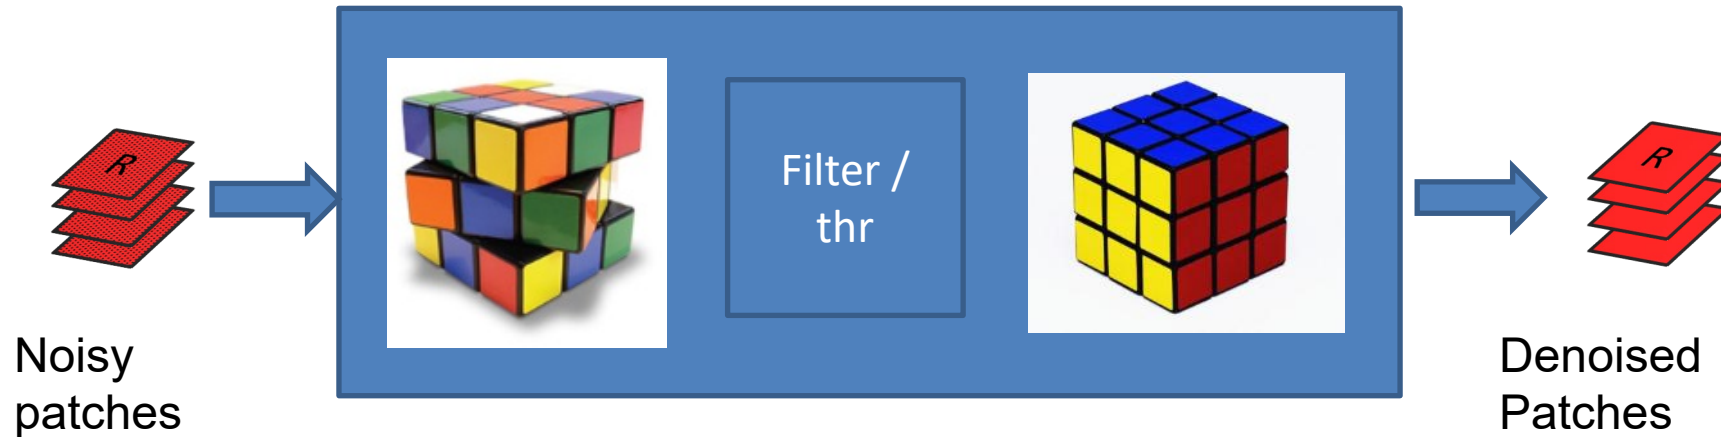 R
Noisy
patches
Filter /
thr
R
Denoised
Patches